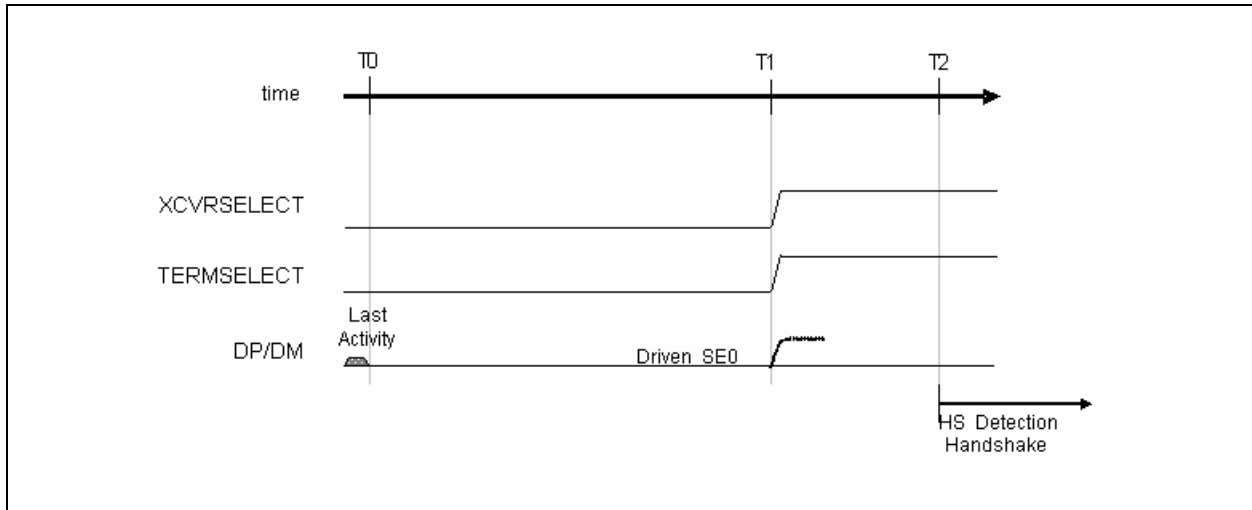 T0
T1
T2
time
XCVRSELECT
TERMSELECT
Last
Activity
DP/DM
Driven SE0
HS Detection
Handshake